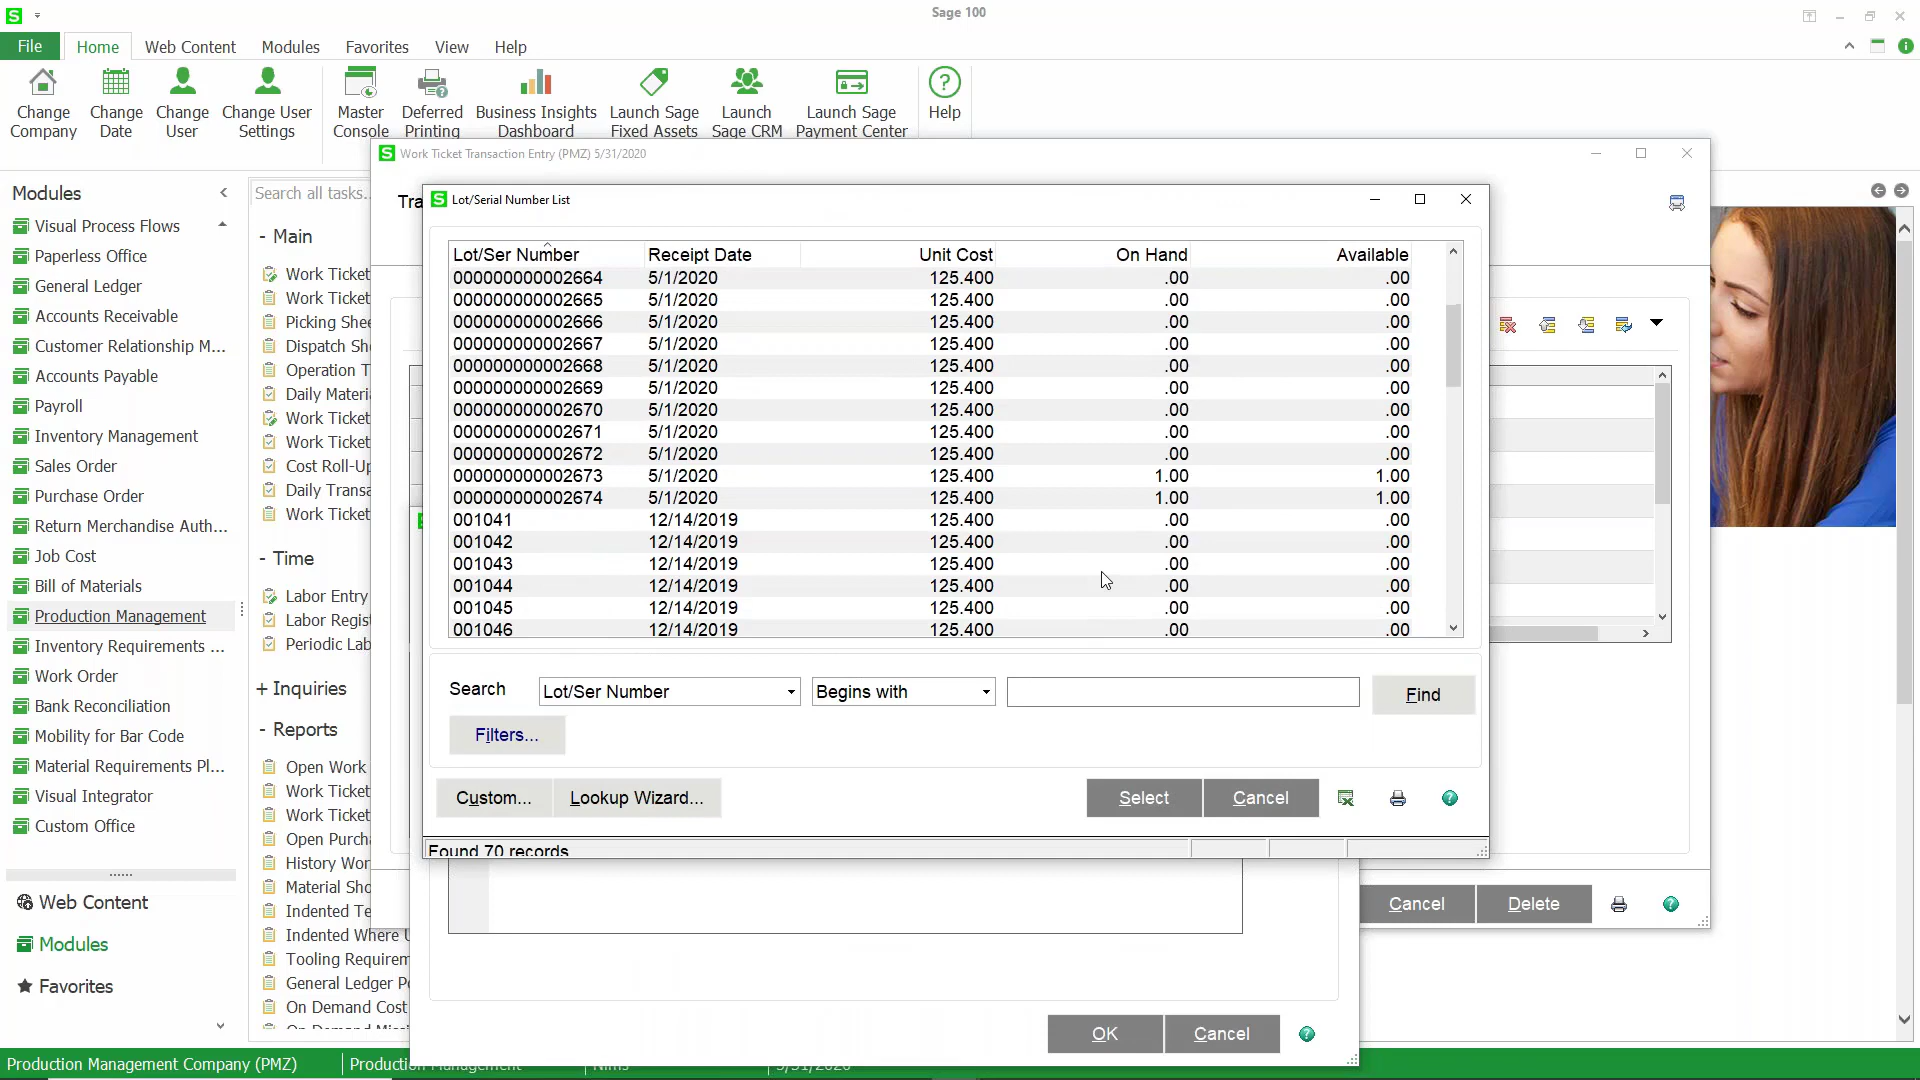 Sage 100
File Home Web Content Modules Favorites View Help
Change Company
Change Date
Change User
Change User Settings
Master Console
Deferred Printing
Business Insights Dashboard
Launch Sage Fixed Assets
Launch Sage CRM
Launch Sage Payment Center
Help
Work Ticket Transaction Entry (PMZ) 5/31/2020
Modules
Visual Process Flows
Paperless Office
General Ledger
Accounts Receivable
Customer Relationship M...
Accounts Payable
Payroll
Inventory Management
Sales Order
Purchase Order
Return Merchandise Auth...
Job Cost
Bill of Materials
Production Management
Inventory Requirements ...
Work Order
Bank Reconciliation
Mobility for Bar Code
Material Requirements Pl...
Visual Integrator
Custom Office
Web Content
Modules
Favorites
Search all tasks...
- Main
Work Ticket
Work Ticket
Picking Shee
Dispatch Sh
Operation T
Daily Materi
Work Ticket
Work Ticket
Cost Roll-Up
Daily Transa
Work Ticket
- Time
Labor Entry
Labor Regis
Periodic Lab
+ Inquiries
- Reports
Open Work
Work Ticket
Work Ticket
Open Purch
History Wor
Material Sho
Indented Te
Indented Where U
Tooling Requirem
General Ledger P
On Demand Cost
Tra
Lot/Serial Number List
Lot/Ser Number Receipt Date Unit Cost On Hand Available
000000000002664 5/1/2020 125.400 .00 .00
000000000002665 5/1/2020 125.400 .00 .00
000000000002666 5/1/2020 125.400 .00 .00
000000000002667 5/1/2020 125.400 .00 .00
000000000002668 5/1/2020 125.400 .00 .00
000000000002669 5/1/2020 125.400 .00 .00
000000000002670 5/1/2020 125.400 .00 .00
000000000002671 5/1/2020 125.400 .00 .00
000000000002672 5/1/2020 125.400 .00 .00
000000000002673 5/1/2020 125.400 1.00 1.00
000000000002674 5/1/2020 125.400 1.00 1.00
001041 12/14/2019 125.400 .00 .00
001042 12/14/2019 125.400 .00 .00
001043 12/14/2019 125.400 .00 .00
001044 12/14/2019 125.400 .00 .00
001045 12/14/2019 125.400 .00 .00
001046 12/14/2019 125.400 .00 .00
Search Lot/Ser Number Begins with Find
Filters...
Custom... Lookup Wizard... Select Cancel
Found 70 records
Cancel Delete
OK Cancel
Production Management Company (PMZ) Production Management Nims 5/31/2020